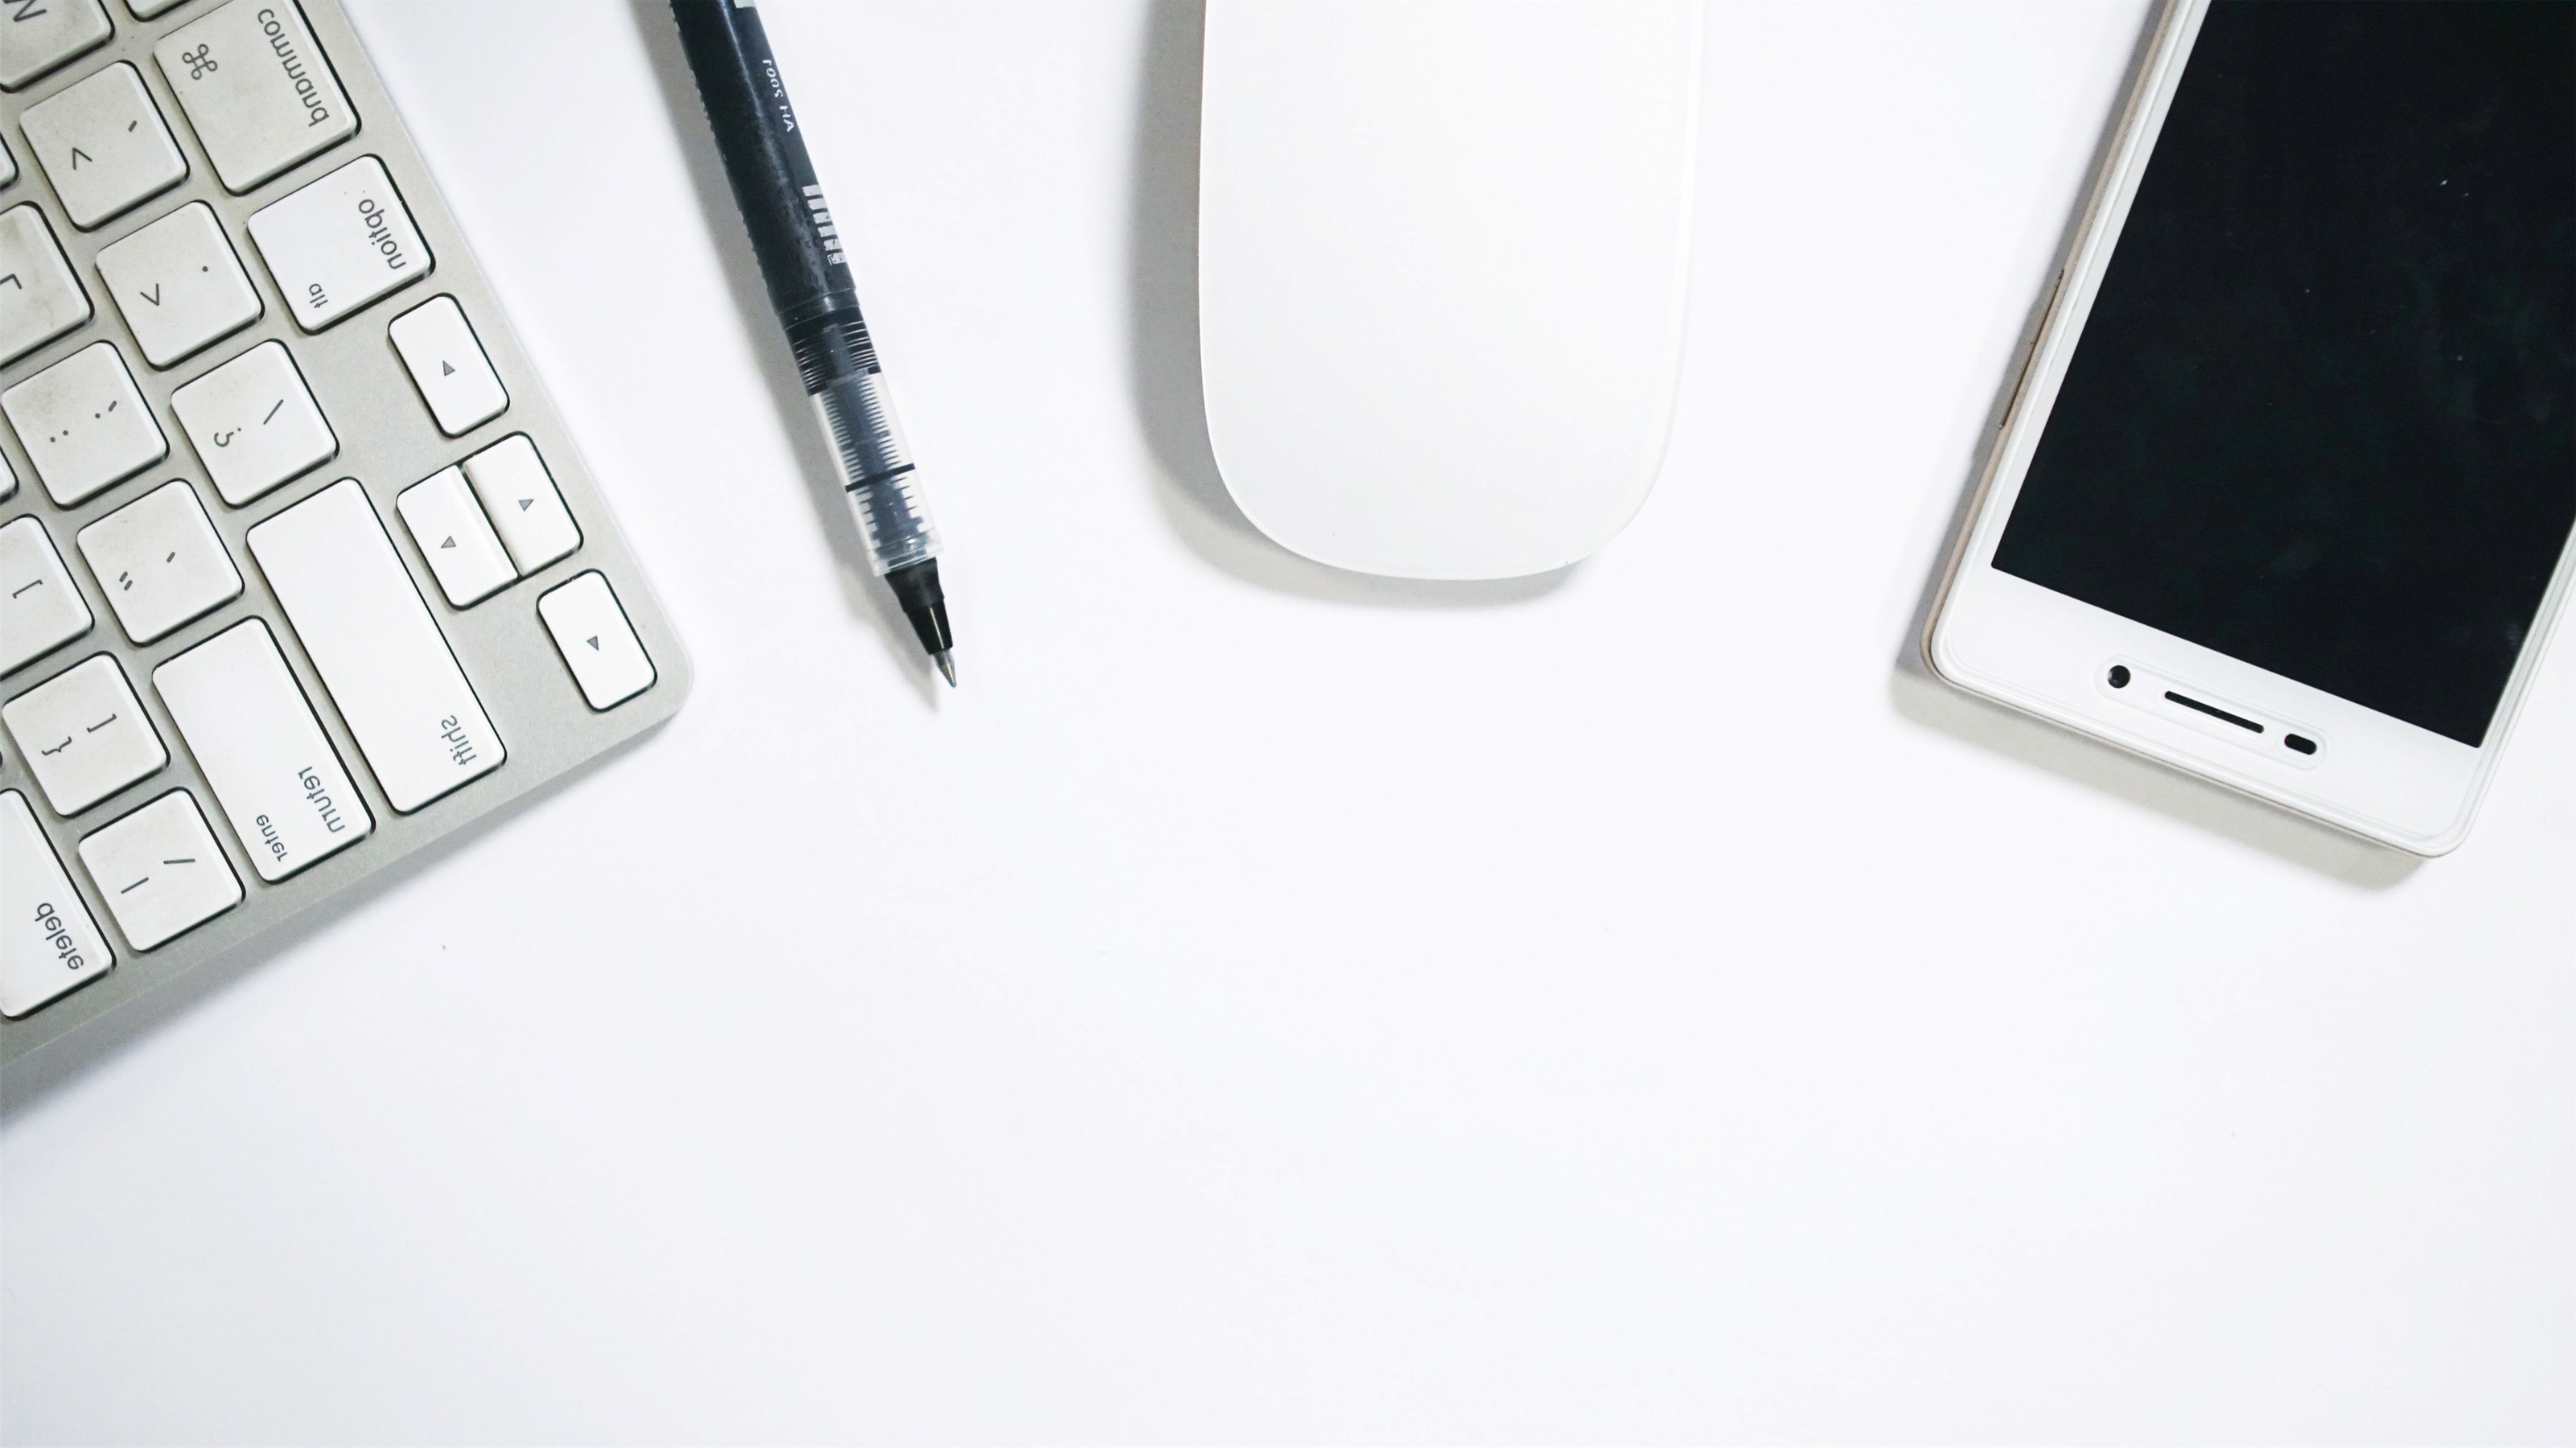 N
⌘
command
< ,
option
alt
> .
: ;
? /
" '
shift
return
enter
} ]
| \
delete